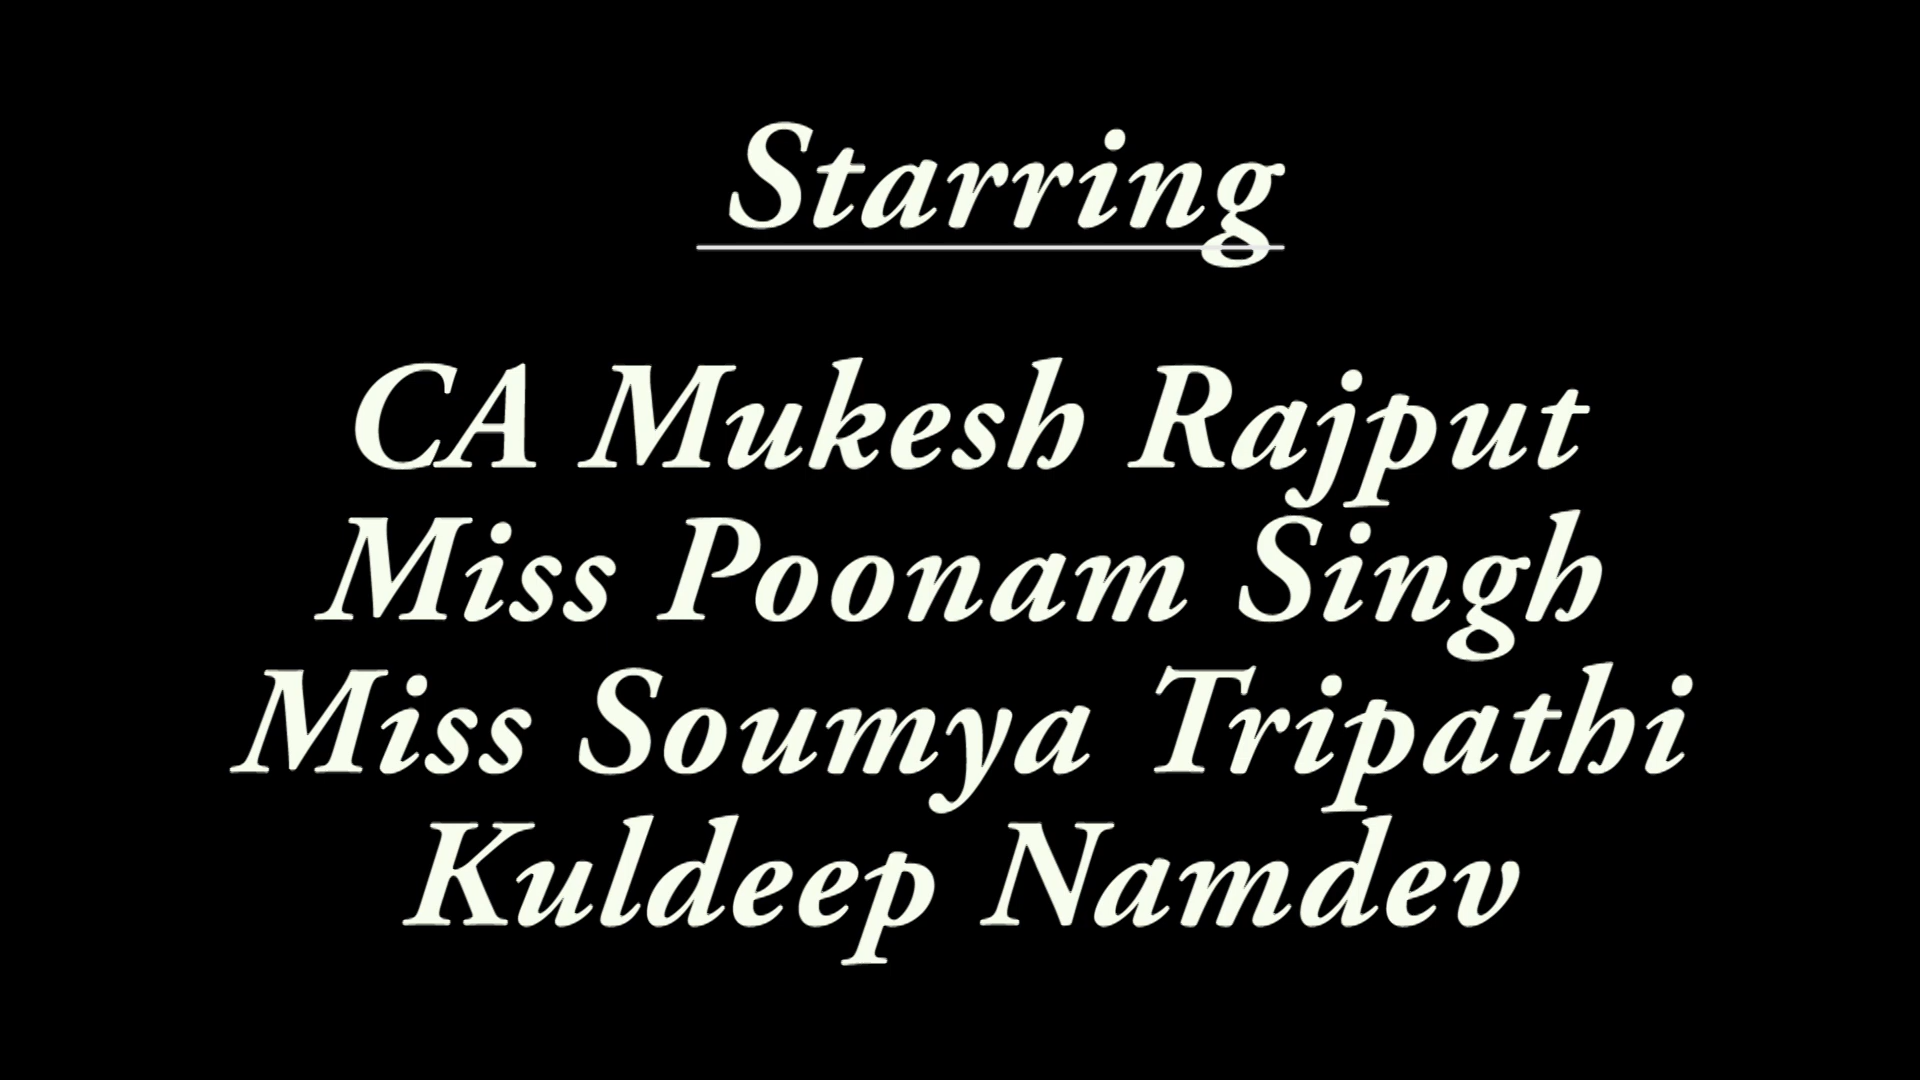 Starring
CA Mukesh Rajput
Miss Poonam Singh
Miss Soumya Tripathi
Kuldeep Namdev